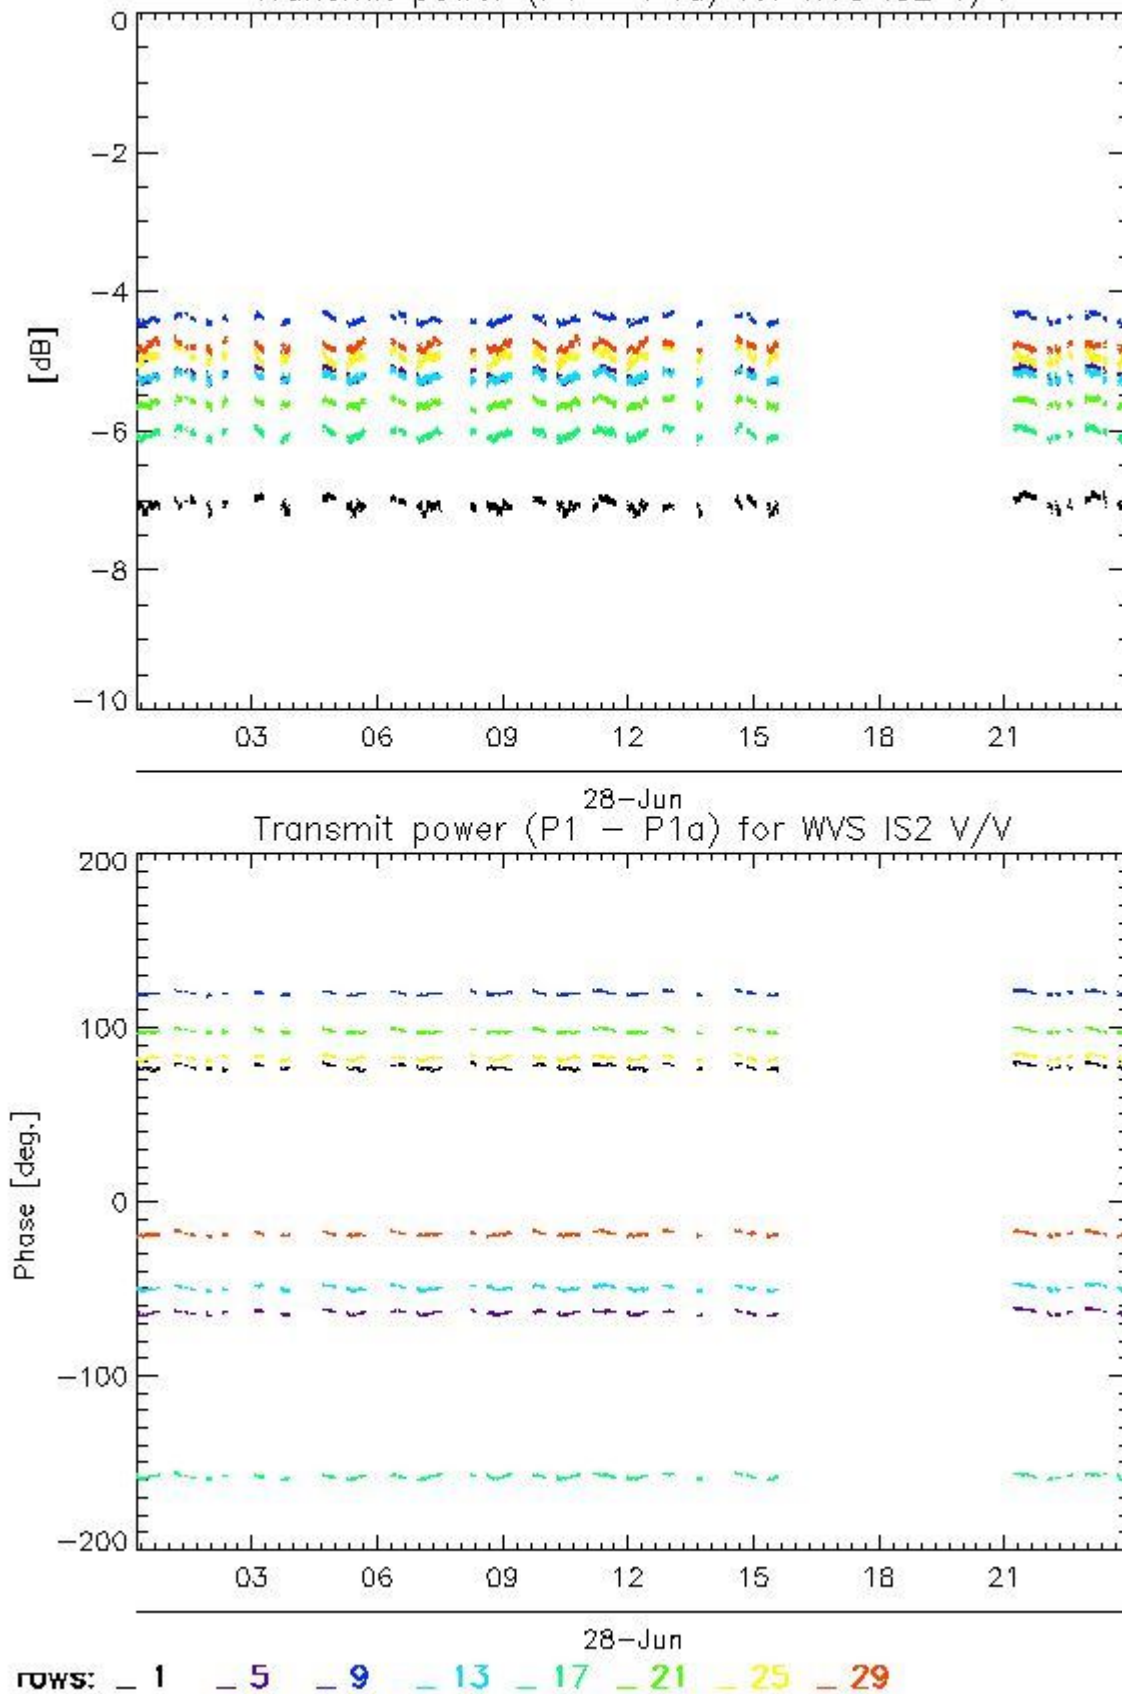 0
−2
−4
[dB]
−6
−8
−10
03 06 09 12 15 18 21
28-Jun
Transmit power (P1 − P1a) for WVS IS2 V/V
200
100
0
Phase [deg.]
−100
−200
03 06 09 12 15 18 21
28-Jun
rows: _ 1 _ 5 _ 9 _ 13 _ 17 _ 21 _ 25 _ 29